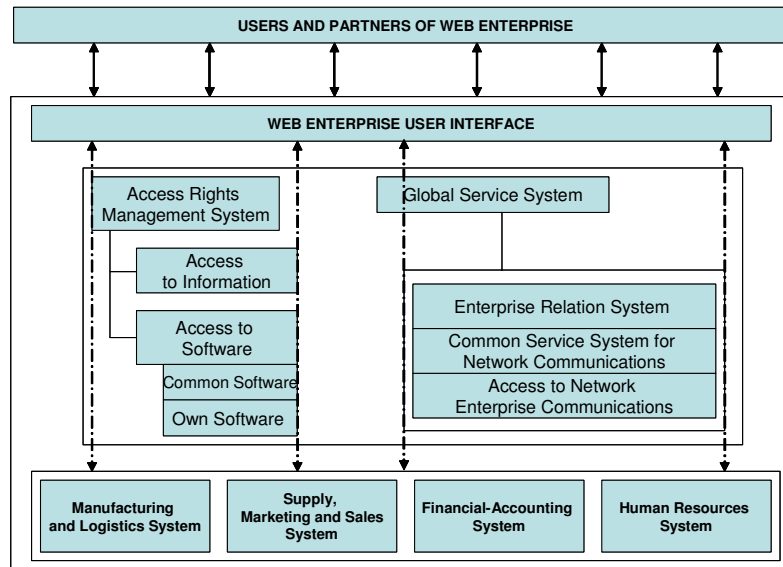 USERS AND PARTNERS OF WEB ENTERPRISE
WEB ENTERPRISE USER INTERFACE
Access Rights
Management System
Access
to Information
Access to
Software
Common Software
Own Software
Global Service System
Enterprise Relation System
Common Service System for
Network Communications
Access to Network
Enterprise Communications
Manufacturing
and Logistics System
Supply,
Marketing and Sales
System
Financial-Accounting
System
Human Resources
System